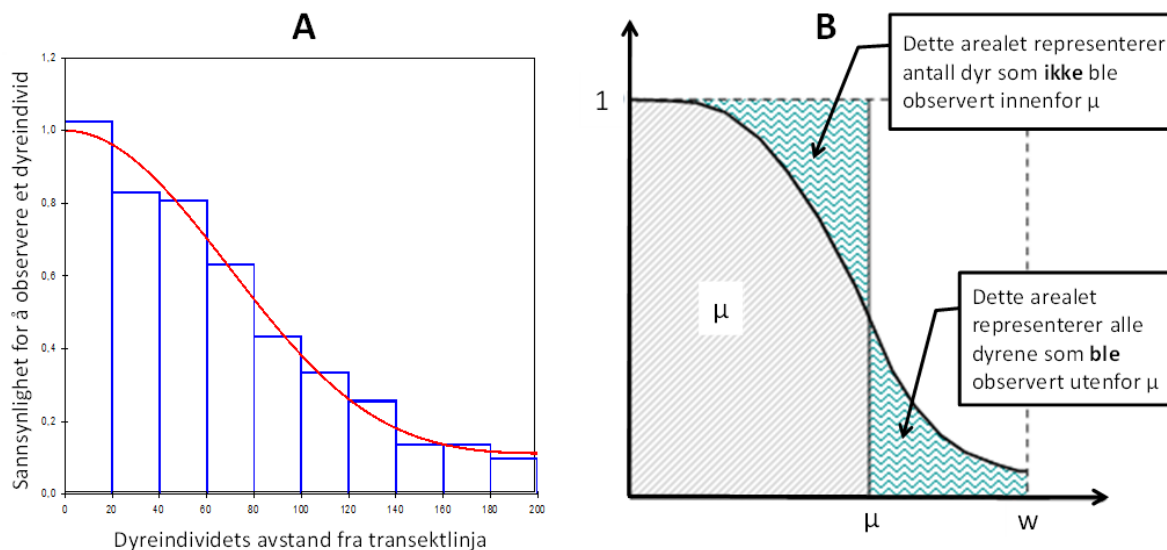 A
1,2
1,0
0,8
0,6
0,4
0,2
0,0
Sannsynlighet for å observere et dyreindivid
0 20 40 60 80 100 120 140 160 180 200
Dyreindividets avstand fra transektlinja
B
1
Dette arealet representerer
antall dyr som ikke ble
observert innenfor μ
μ
Dette arealet
representerer alle
dyrene som ble
observert utenfor μ
μ w